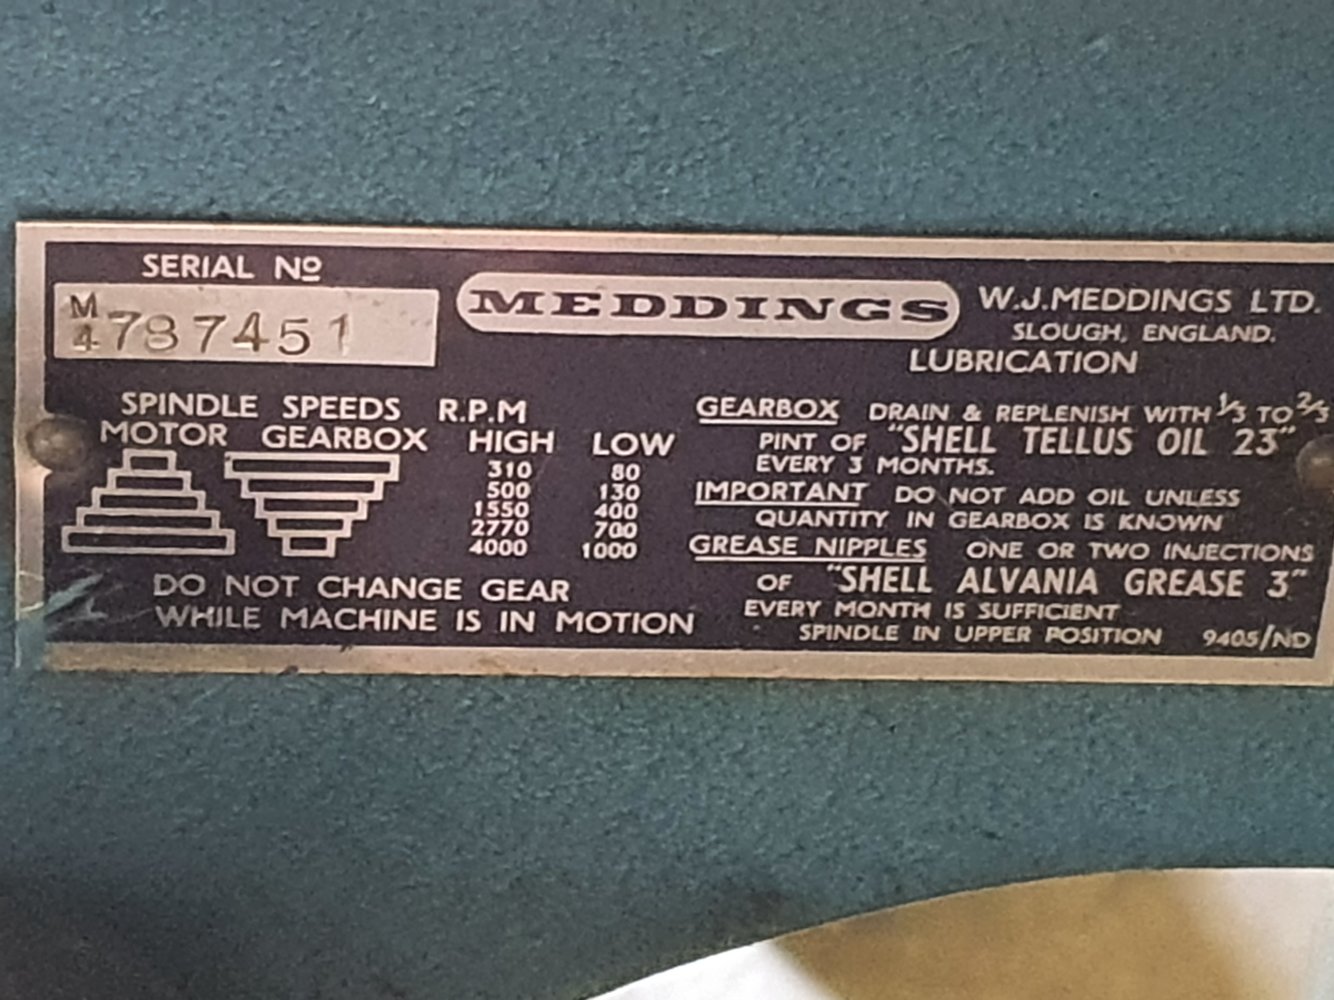 SERIAL Nº
M/4 787451
MEDDINGS
W.J.MEDDINGS LTD.
SLOUGH, ENGLAND.
SPINDLE SPEEDS R.P.M
MOTOR GEARBOX HIGH LOW
310 80
500 130
1550 400
2770 700
4000 1000
DO NOT CHANGE GEAR
WHILE MACHINE IS IN MOTION
LUBRICATION
GEARBOX DRAIN & REPLENISH WITH 1/3 TO 2/3
PINT OF "SHELL TELLUS OIL 23"
EVERY 3 MONTHS.
IMPORTANT DO NOT ADD OIL UNLESS
QUANTITY IN GEARBOX IS KNOWN
GREASE NIPPLES ONE OR TWO INJECTIONS
OF "SHELL ALVANIA GREASE 3"
EVERY MONTH IS SUFFICIENT
SPINDLE IN UPPER POSITION 9405/ND